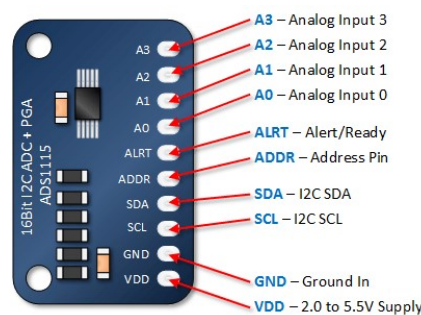 A3 – Analog Input 3
A2 – Analog Input 2
A1 – Analog Input 1
A0 – Analog Input 0
ALRT – Alert/Ready
ADDR – Address Pin
SDA – I2C SDA
SCL – I2C SCL
GND – Ground In
VDD – 2.0 to 5.5V Supply
A3
A2
A1
A0
ALRT
ADDR
SDA
SCL
GND
VDD
16Bit I2C ADC + PGA
ADS1115